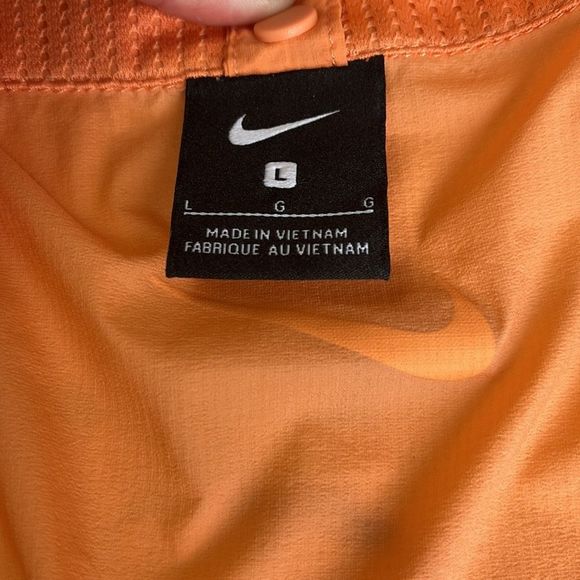 L
L G G
MADE IN VIETNAM
FABRIQUE AU VIETNAM